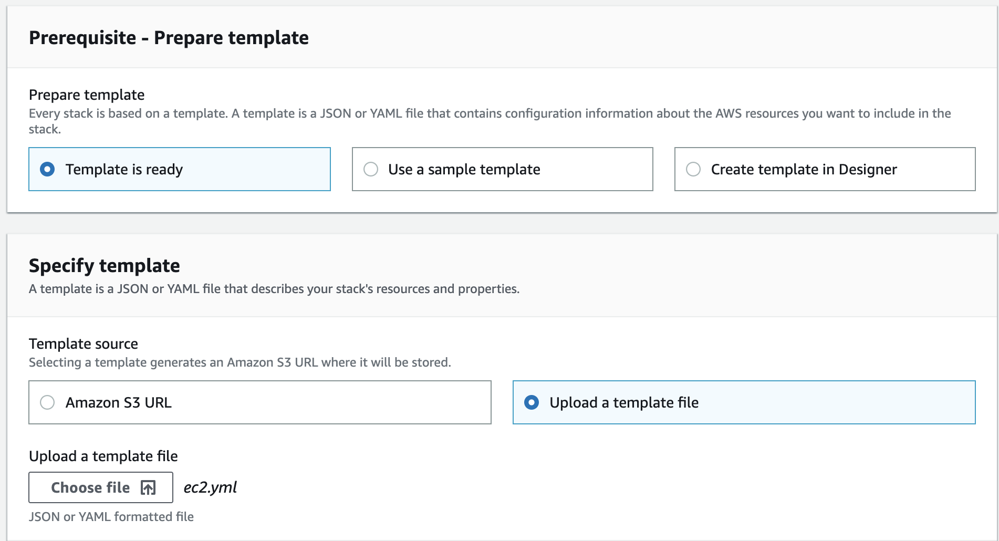 Prerequisite - Prepare template
Prepare template
Every stack is based on a template. A template is a JSON or YAML file that contains configuration information about the AWS resources you want to include in the
stack.
Template is ready
Use a sample template
Create template in Designer
Specify template
A template is a JSON or YAML file that describes your stack's resources and properties.
Template source
Selecting a template generates an Amazon S3 URL where it will be stored.
Amazon S3 URL
Upload a template file
Upload a template file
Choose file
ec2.yml
JSON or YAML formatted file